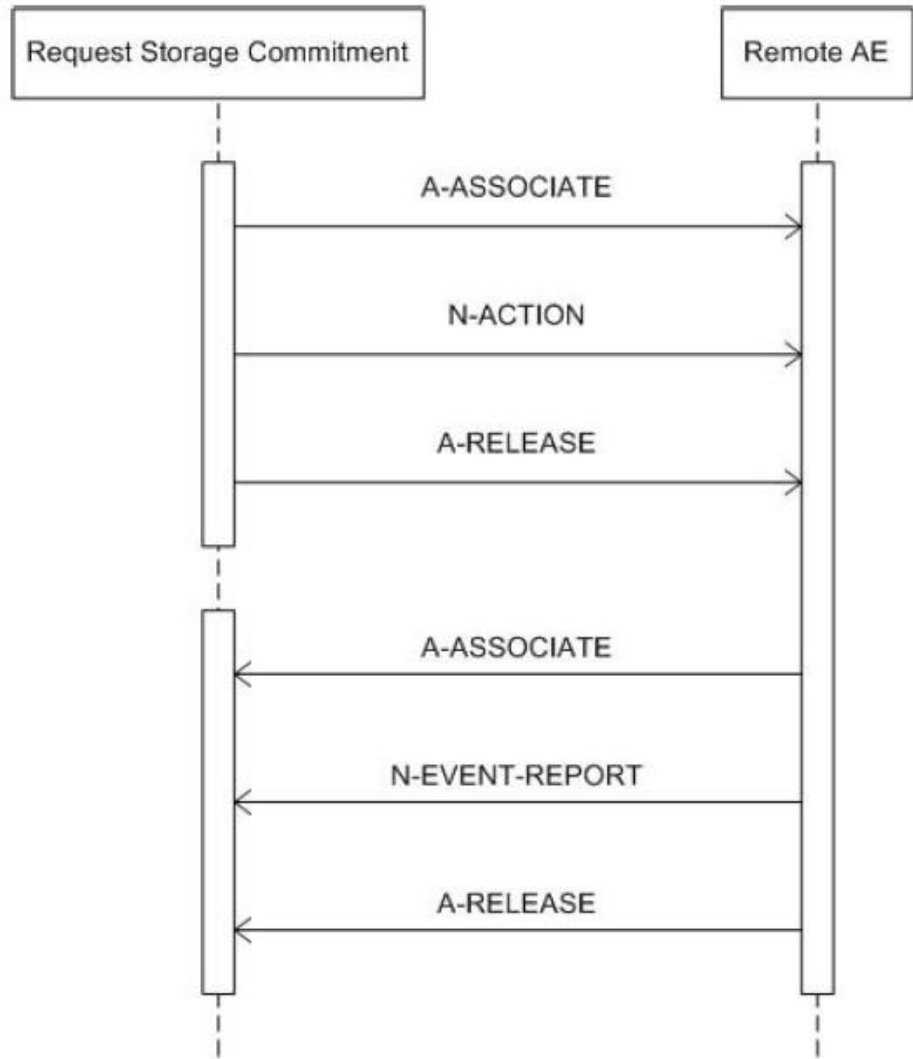 Request Storage Commitment
Remote AE
A-ASSOCIATE
N-ACTION
A-RELEASE
A-ASSOCIATE
N-EVENT-REPORT
A-RELEASE